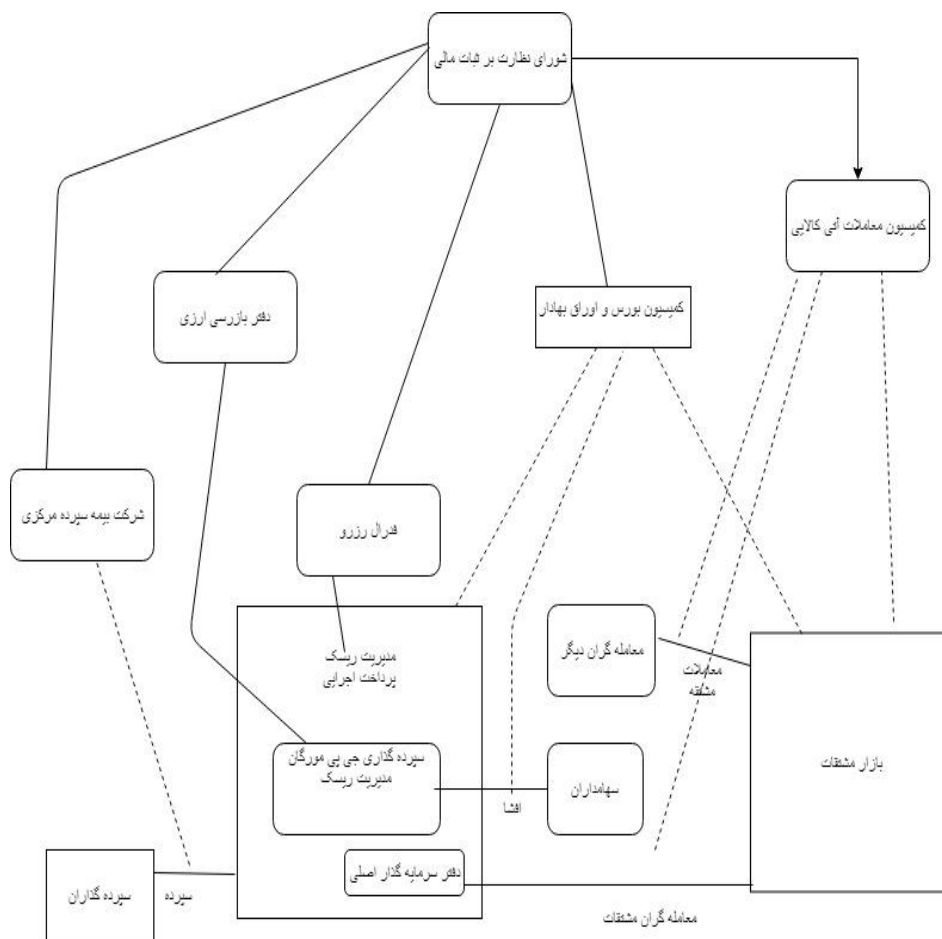 شورای نظارت بر ثبات مالی
کمیسیون معاملات آتی کالایی
دفتر بازرسی ارزی
کمیسیون بورس و اوراق بهادار
شرکت بیمه سپرده مرکزی
فدرال رزرو
مدیریت ریسک
پرداخت اجرایی
معامله گران دیگر
معاملات
مشتقه
سپرده گذاری جی پی مورگان
مدیریت ریسک
سهامداران
افشا
بازار مشتقات
دفتر سرمایه گذار اصلی
سپرده
سپرده گذاران
معامله گران مشتقات